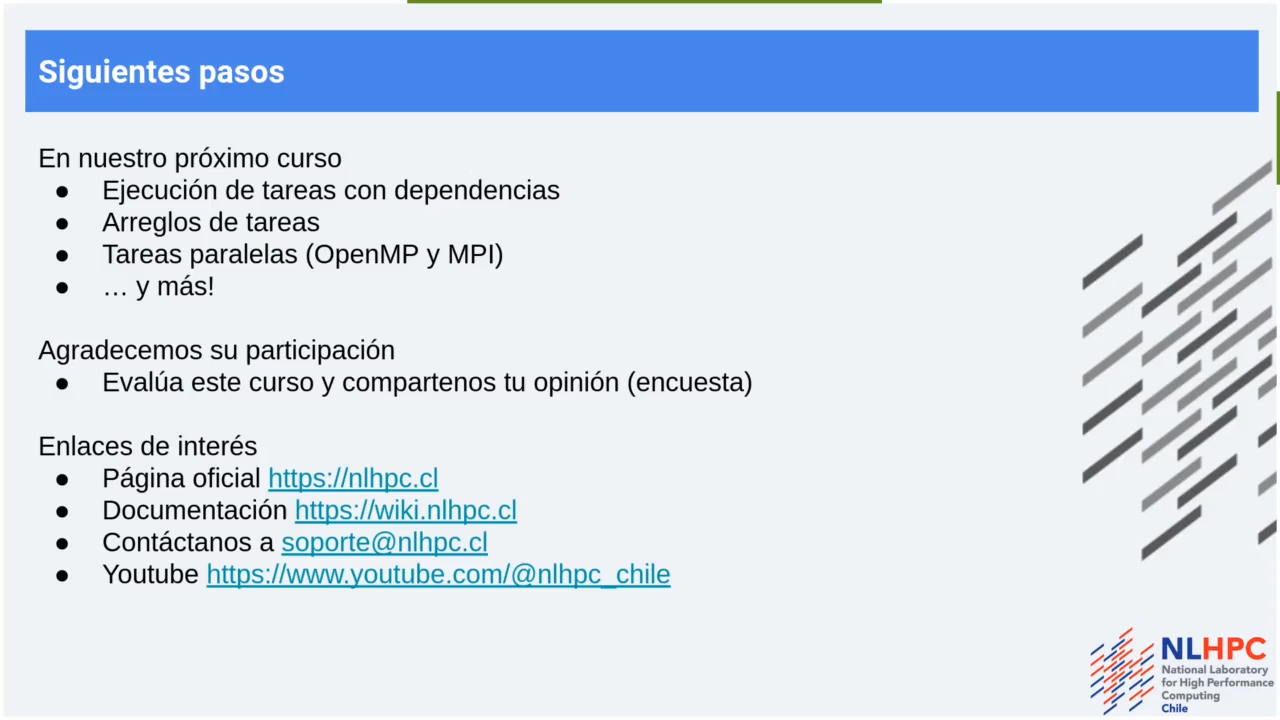 Siguientes pasos
En nuestro próximo curso
● Ejecución de tareas con dependencias
● Arreglos de tareas
● Tareas paralelas (OpenMP y MPI)
● … y más!
Agradecemos su participación
● Evalúa este curso y compartenos tu opinión (encuesta)
Enlaces de interés
● Página oficial https://nlhpc.cl
● Documentación https://wiki.nlhpc.cl
● Contáctanos a soporte@nlhpc.cl
● Youtube https://www.youtube.com/@nlhpc_chile
NLHPC
National Laboratory
for High Performance
Computing
Chile